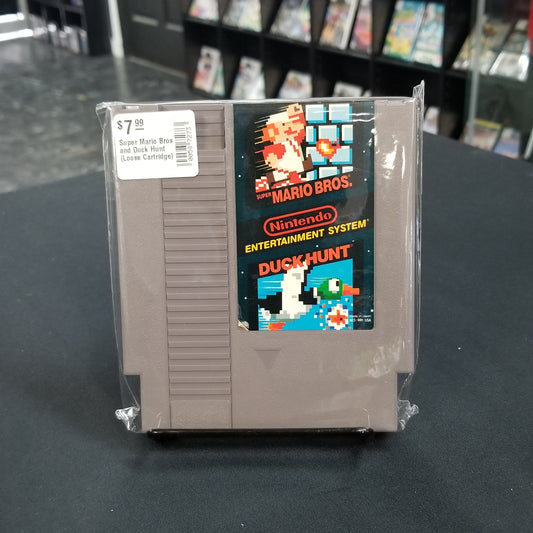 $7.99
Super Mario Bros
and Duck Hunt
(Loose Cartridge)
SUPER MARIO BROS.
Nintendo
ENTERTAINMENT SYSTEM
DUCK HUNT